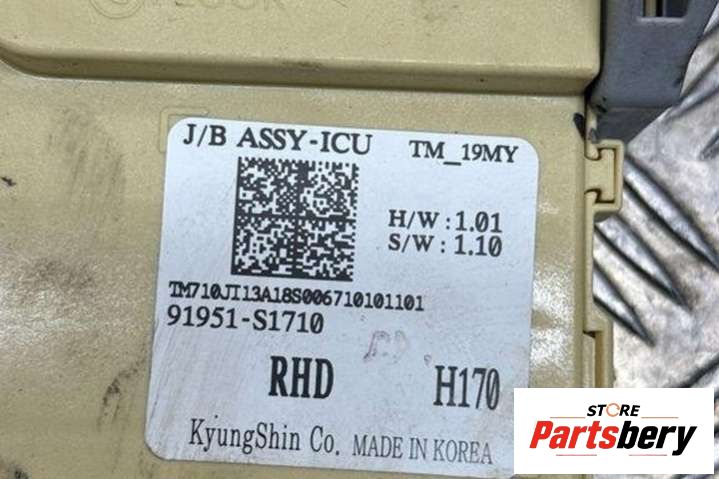 J/B ASSY-ICU TM_19MY
H/W : 1.01
S/W : 1.10
TM710JI13A18S006710101101
91951-S1710
RHD H170
KyungShin Co. MADE IN KOREA
STORE
Partsbery